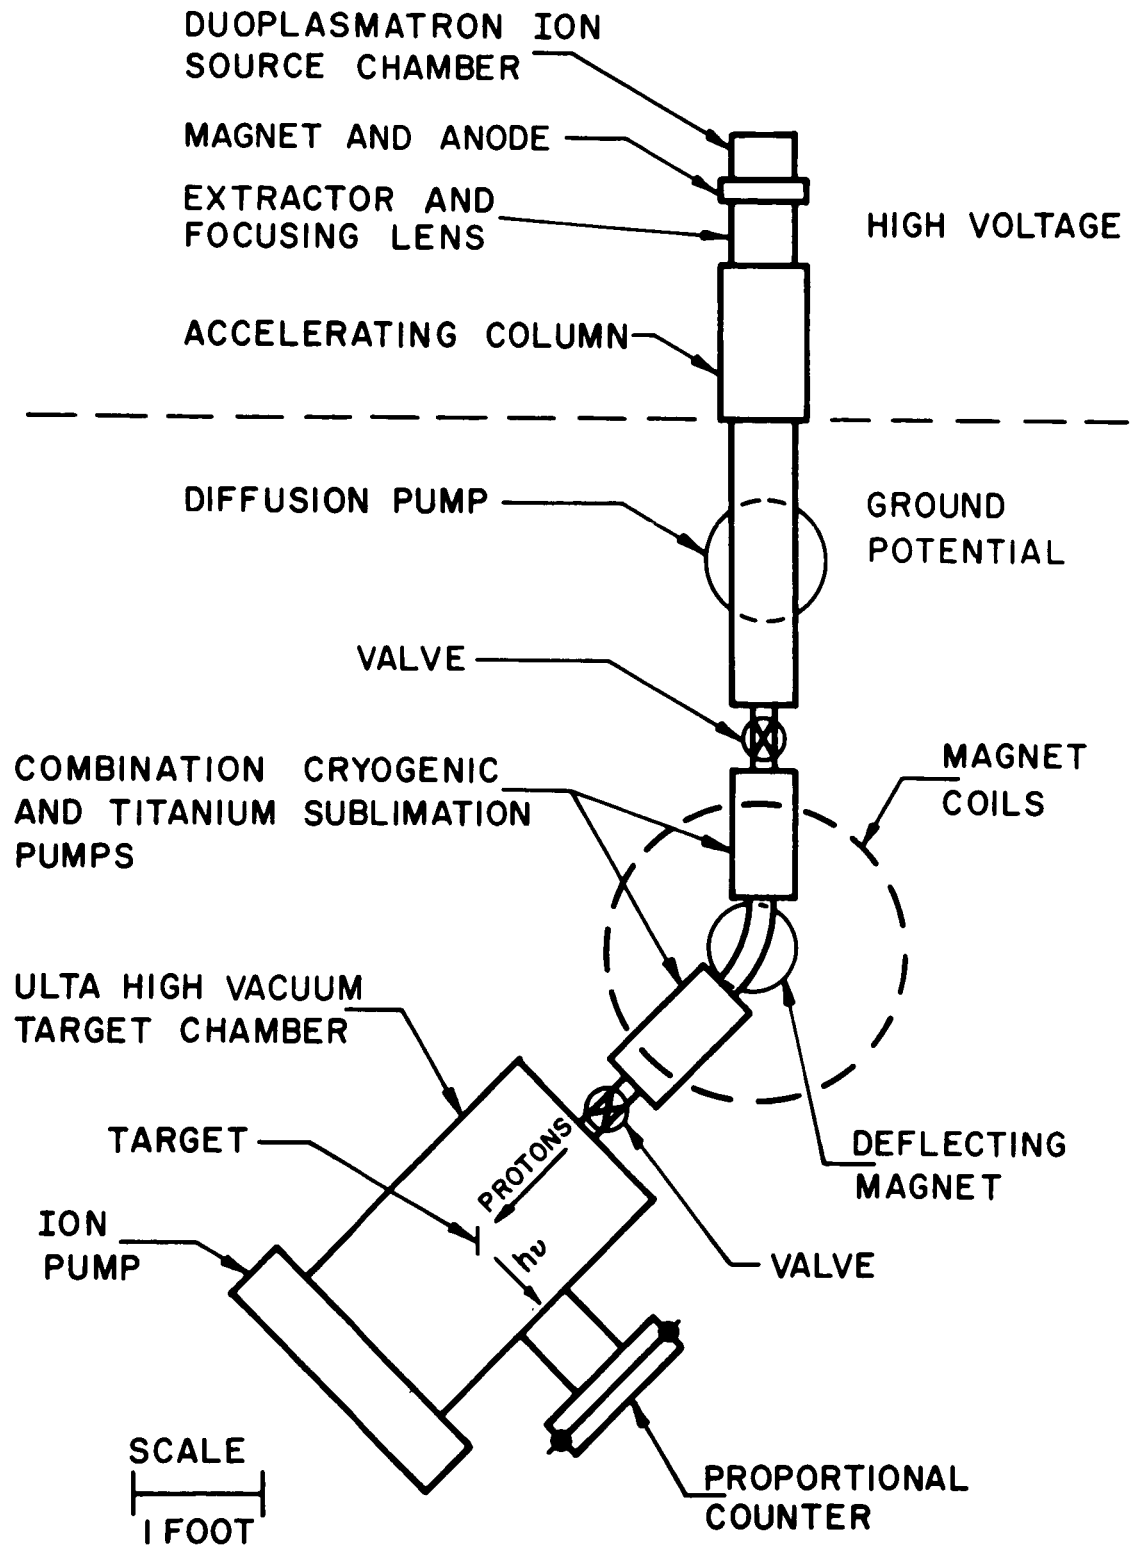 DUOPLASMATRON ION
SOURCE CHAMBER
MAGNET AND ANODE
EXTRACTOR AND
FOCUSING LENS
HIGH VOLTAGE
ACCELERATING COLUMN
DIFFUSION PUMP
GROUND
POTENTIAL
VALVE
COMBINATION CRYOGENIC
AND TITANIUM SUBLIMATION
PUMPS
MAGNET
COILS
ULTA HIGH VACUUM
TARGET CHAMBER
TARGET
PROTONS
hν
DEFLECTING
MAGNET
ION
PUMP
VALVE
SCALE
1 FOOT
PROPORTIONAL
COUNTER